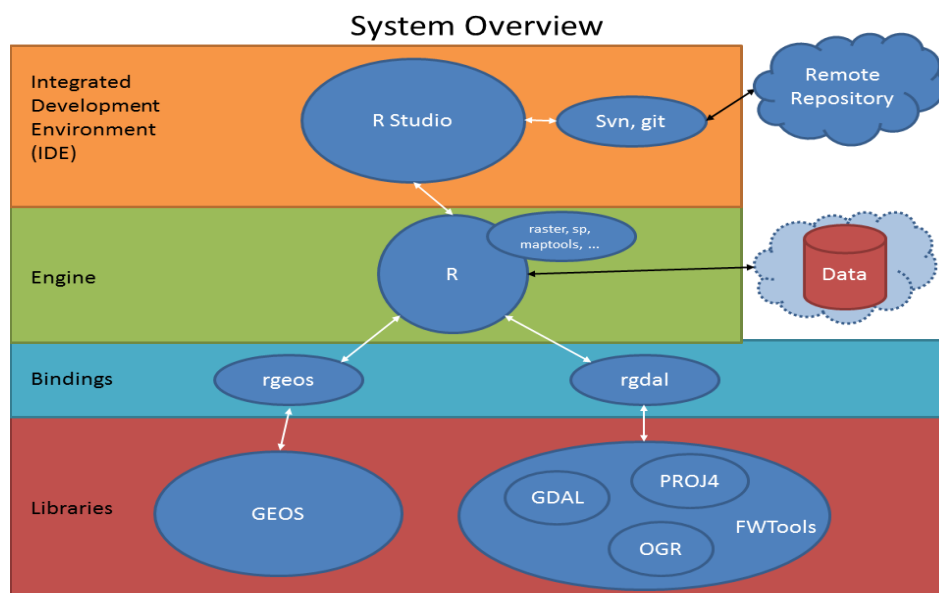 System Overview
Integrated
Development
Environment
(IDE)
R Studio
Svn, git
Remote
Repository
Engine
R
raster, sp,
maptools, ...
Data
Bindings
rgeos
rgdal
Libraries
GEOS
GDAL
PROJ4
OGR
FWTools